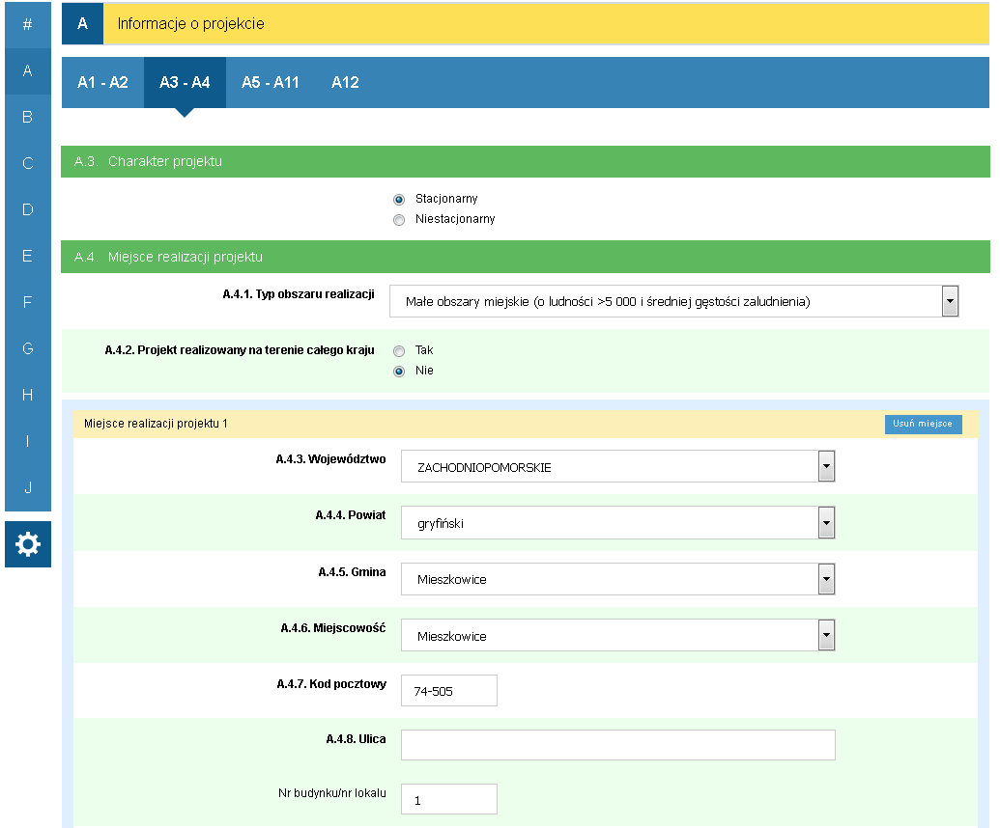 #
A
B
C
D
E
F
G
H
I
J
A Informacje o projekcie
A1 - A2 A3 - A4 A5 - A11 A12
A.3. Charakter projektu
Stacjonarny
Niestacjonarny
A.4. Miejsce realizacji projektu
A.4.1. Typ obszaru realizacji Małe obszary miejskie (o ludności >5 000 i średniej gęstości zaludnienia)
A.4.2. Projekt realizowany na terenie całego kraju Tak
Nie
Miejsce realizacji projektu 1 Usuń miejsce
A.4.3. Województwo ZACHODNIOPOMORSKIE
A.4.4. Powiat gryfiński
A.4.5. Gmina Mieszkowice
A.4.6. Miejscowość Mieszkowice
A.4.7. Kod pocztowy 74-505
A.4.8. Ulica
Nr budynku/nr lokalu 1